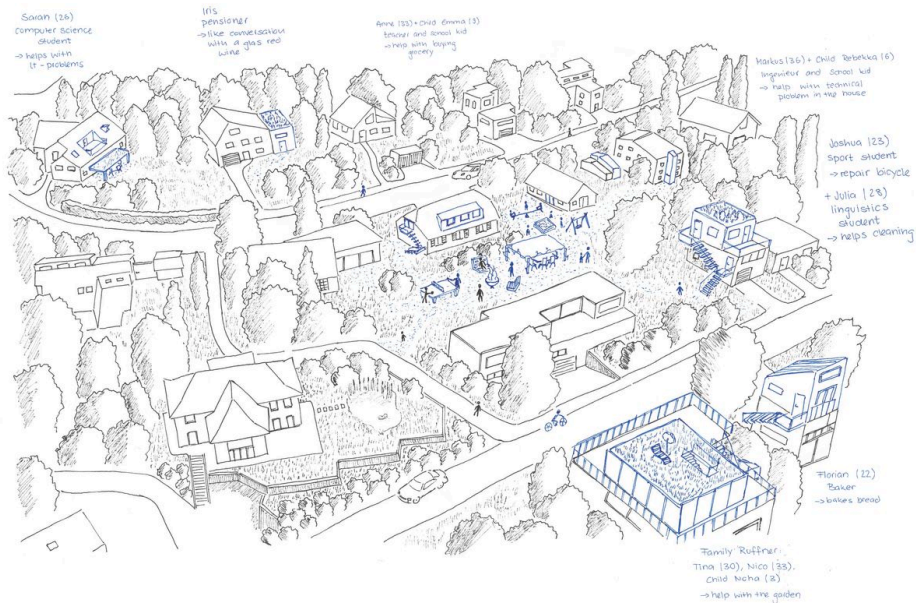 Sarah (26)
computer science
student
→ helps with
IT-problems
Iris
pensioner
→ like conversation
with a glas red
wine
Anne (33) + Child Emma (3)
teacher and school kid
→ help with buying
grocery
Markus (36) + Child Rebekka (6)
Ingenieur and School kid
→ help with technical
problem in the house
Joshua (23)
sport student
→ repair bicycle
+ Julia (28)
linguistics
student
→ helps cleaning
Florian (22)
Baker
→ bakes bread
Family Ruffner:
Tina (30), Nico (33).
Child Noha (3)
→ help with the garden